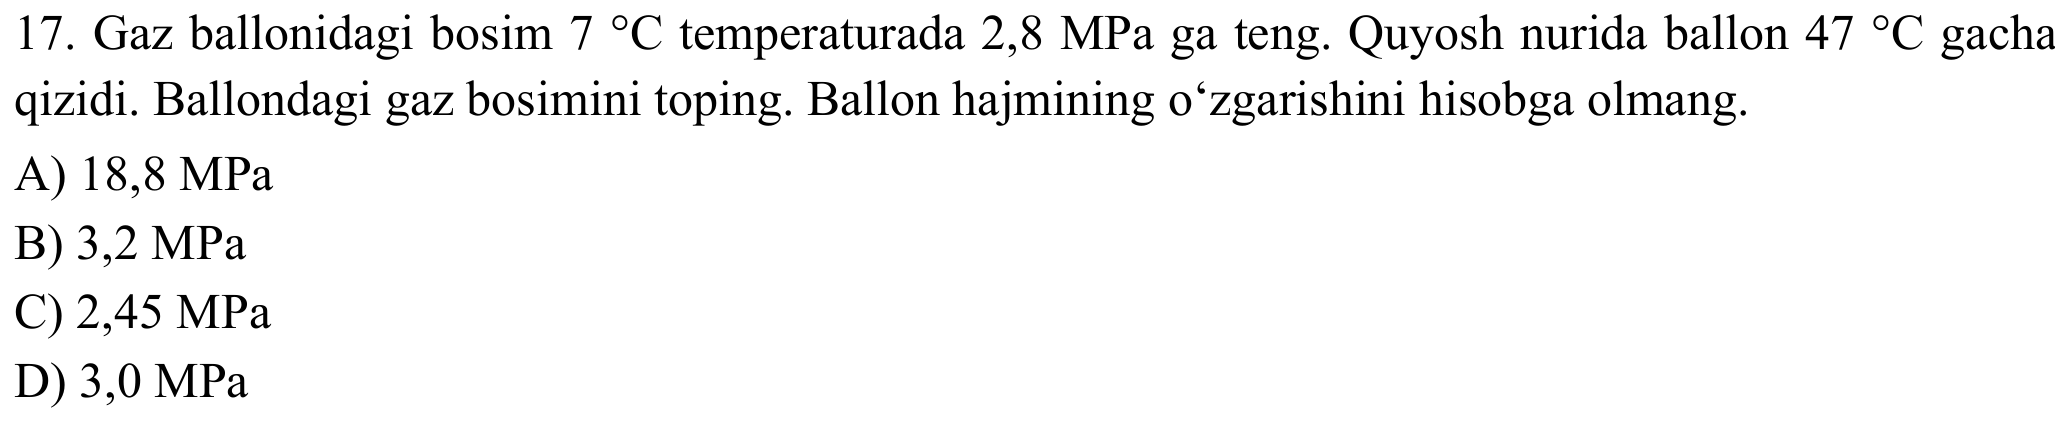 17. Gaz ballonidagi bosim 7 °C temperaturada 2,8 MPa ga teng. Quyosh nurida ballon 47 °C gacha
qizidi. Ballondagi gaz bosimini toping. Ballon hajmining o‘zgarishini hisobga olmang.
A) 18,8 MPa
B) 3,2 MPa
C) 2,45 MPa
D) 3,0 MPa